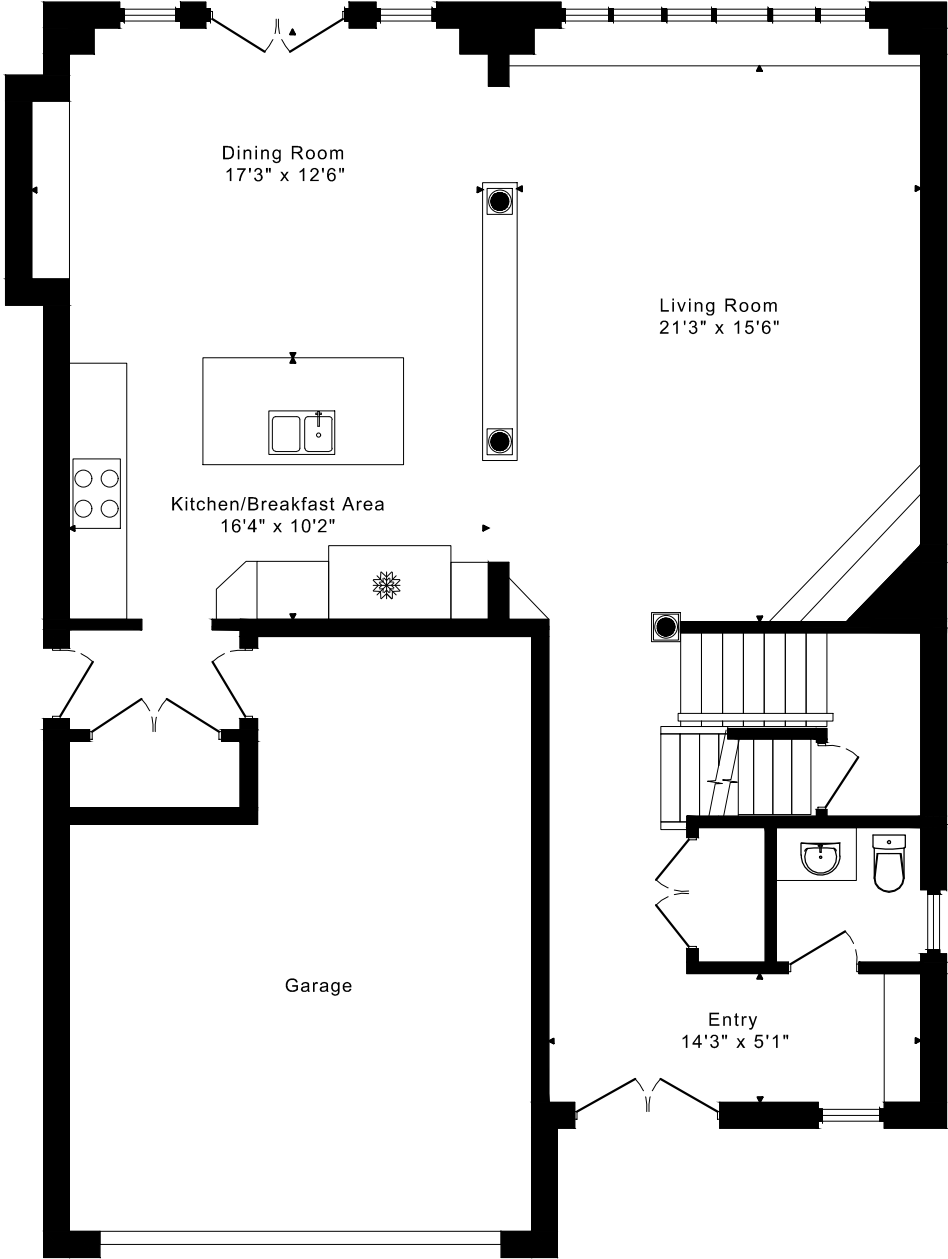 Dining Room
17'3" x 12'6"
Living Room
21'3" x 15'6"
Kitchen/Breakfast Area
16'4" x 10'2"
Garage
Entry
14'3" x 5'1"